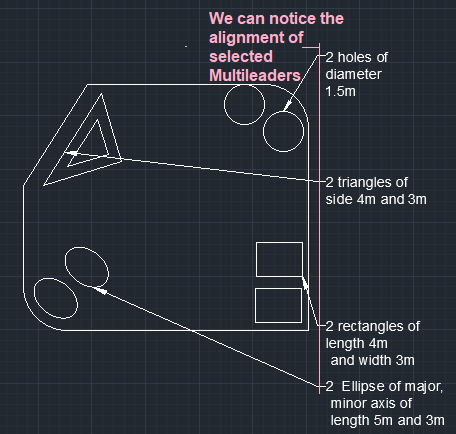 We can notice the
alignment of
selected
Multileaders
2 holes of
diameter
1.5m
2 triangles of
side 4m and 3m
2 rectangles of
length 4m
and width 3m
2 Ellipse of major,
minor axis of
length 5m and 3m